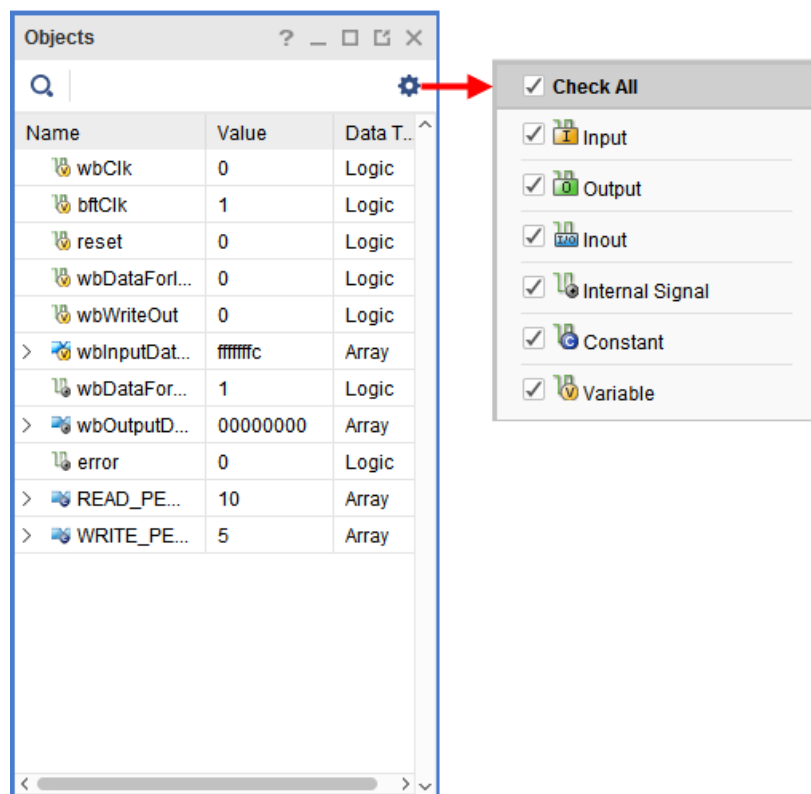 Objects ?
Name Value Data T...
wbClk 0 Logic
bftClk 1 Logic
reset 0 Logic
wbDataForI... 0 Logic
wbWriteOut 0 Logic
wbInputDat... fffffffc Array
wbDataFor... 1 Logic
wbOutputD... 00000000 Array
error 0 Logic
READ_PE... 10 Array
WRITE_PE... 5 Array
Check All
I Input
O Output
I/O Inout
Internal Signal
C Constant
V Variable